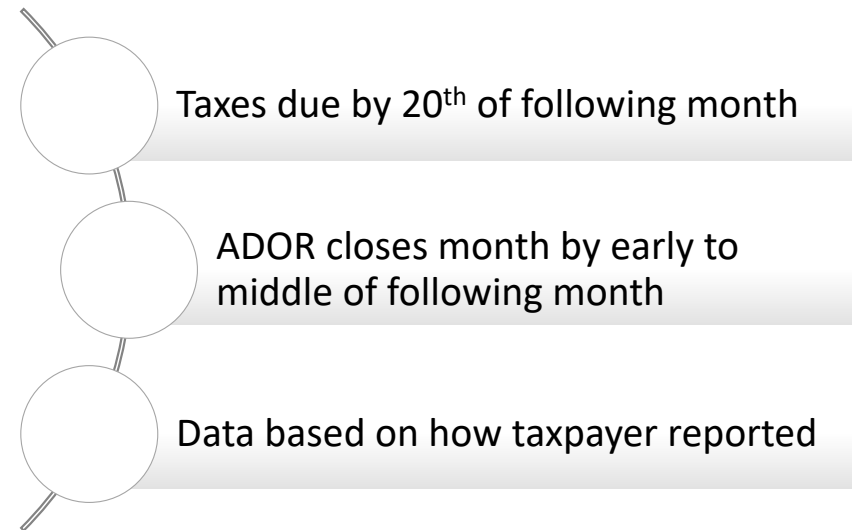 Taxes due by 20th of following month
ADOR closes month by early to
middle of following month
Data based on how taxpayer reported